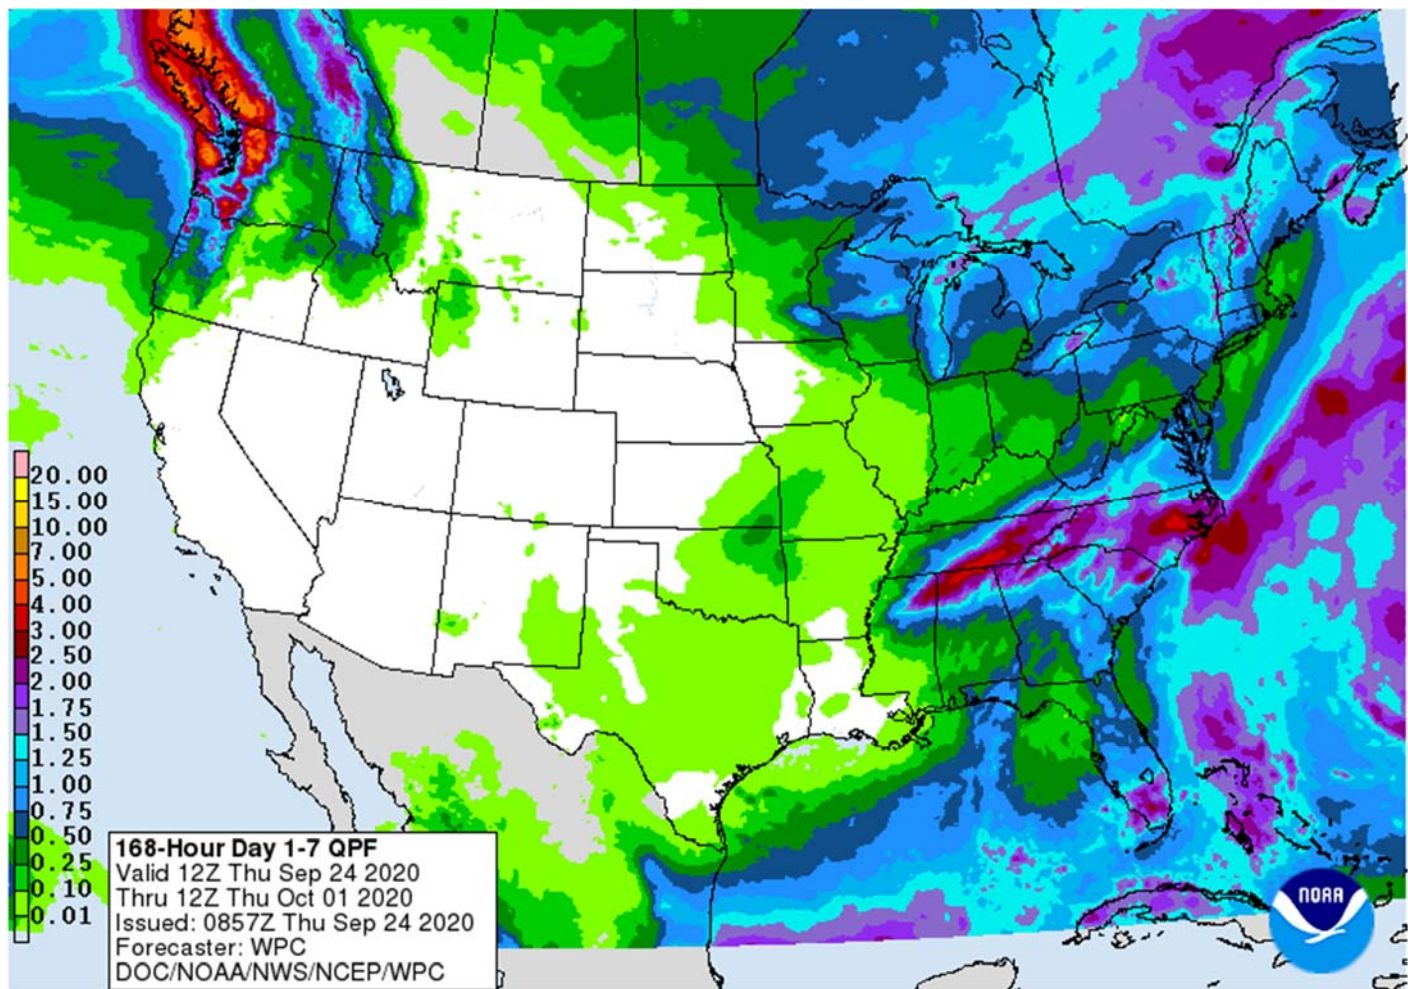 20.00
15.00
10.00
7.00
5.00
4.00
3.00
2.50
2.00
1.75
1.50
1.25
1.00
0.75
0.50
0.25
0.10
0.01
168-Hour Day 1-7 QPF
Valid 12Z Thu Sep 24 2020
Thru 12Z Thu Oct 01 2020
Issued: 0857Z Thu Sep 24 2020
Forecaster: WPC
DOC/NOAA/NWS/NCEP/WPC
NOAA